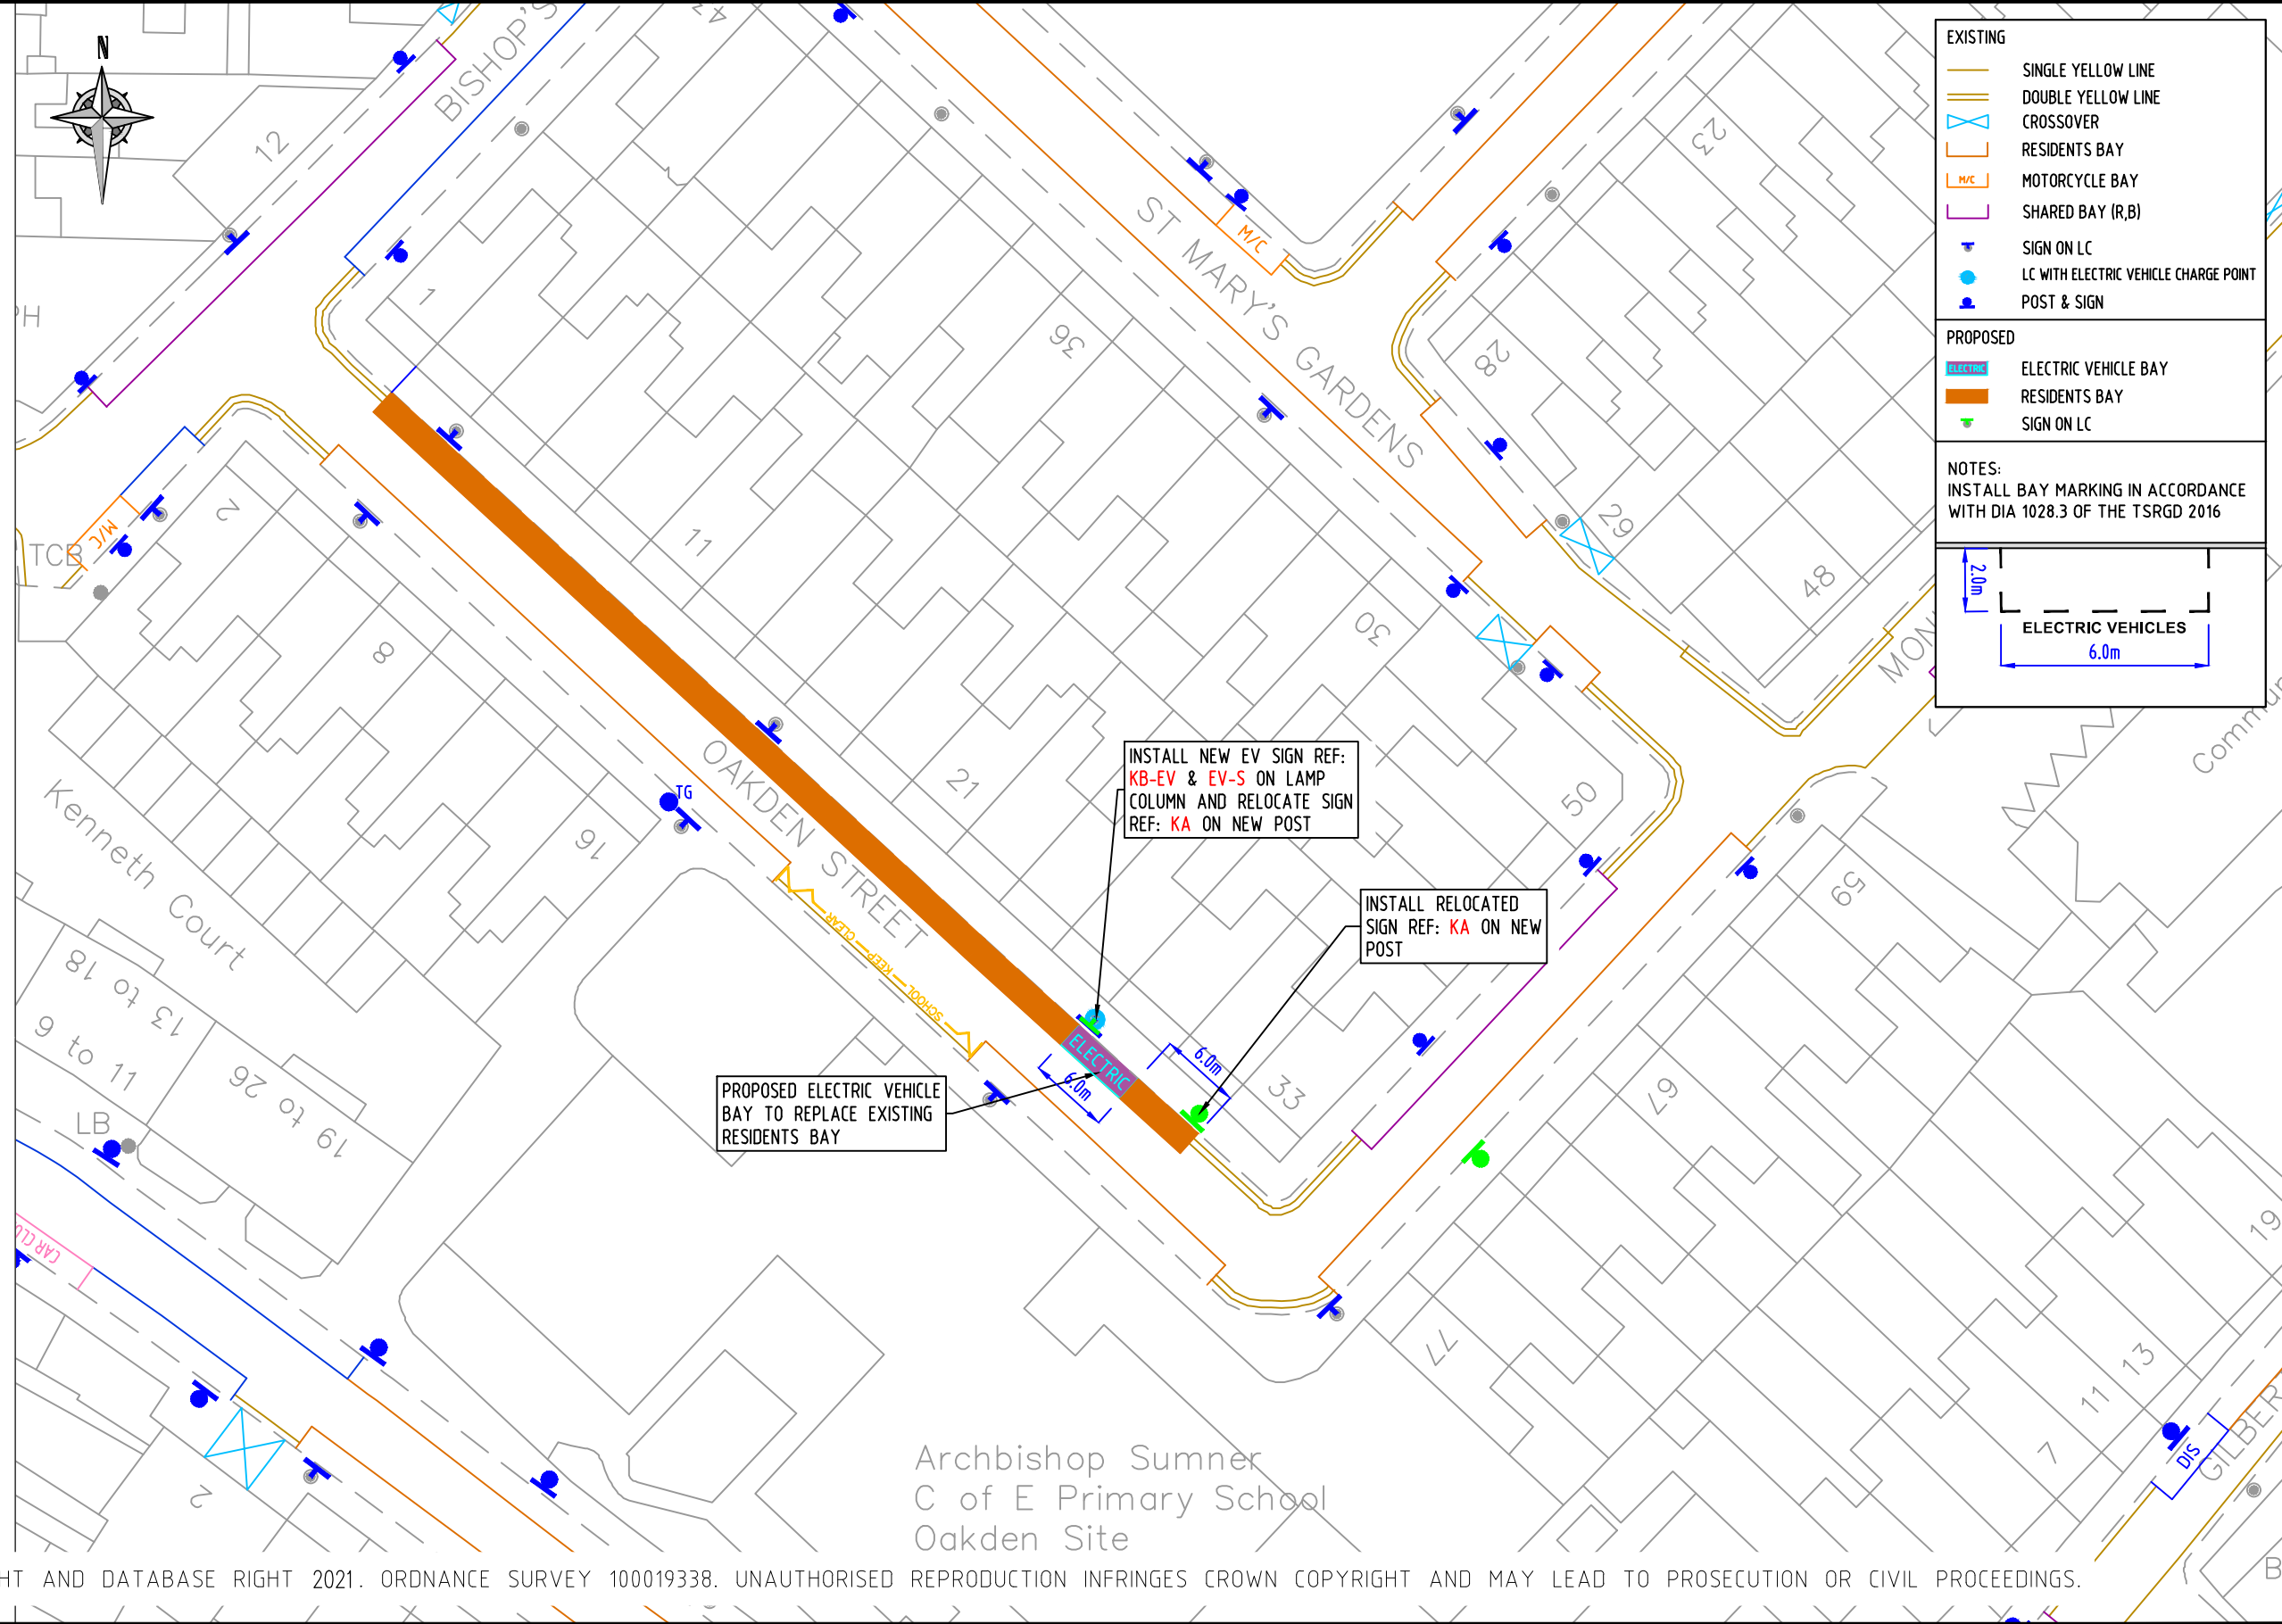 N
BISHOP'S
12
1
2
TCB
M/C
8
11
16
21
36
30
33
ST MARY'S GARDENS
M/C
23
28
29
48
50
59
67
77
OAKDEN STREET
TG
Kenneth Court
13 to 18
6 to 11
19 to 26
LB
2
SCHOOL — KEEP — CLEAR
ELECTRIC
6.0m
6.0m
INSTALL NEW EV SIGN REF:
KB-EV & EV-S ON LAMP
COLUMN AND RELOCATE SIGN
REF: KA ON NEW POST
INSTALL RELOCATED
SIGN REF: KA ON NEW
POST
PROPOSED ELECTRIC VEHICLE
BAY TO REPLACE EXISTING
RESIDENTS BAY
Archbishop Sumner
C of E Primary School
Oakden Site
19
13
11
7
DIS
EXISTING
SINGLE YELLOW LINE
DOUBLE YELLOW LINE
CROSSOVER
RESIDENTS BAY
M/C MOTORCYCLE BAY
SHARED BAY (R,B)
SIGN ON LC
LC WITH ELECTRIC VEHICLE CHARGE POINT
POST & SIGN
PROPOSED
ELECTRIC ELECTRIC VEHICLE BAY
RESIDENTS BAY
SIGN ON LC
NOTES:
INSTALL BAY MARKING IN ACCORDANCE
WITH DIA 1028.3 OF THE TSRGD 2016
2.0m
ELECTRIC VEHICLES
6.0m
AND DATABASE RIGHT 2021. ORDNANCE SURVEY 100019338. UNAUTHORISED REPRODUCTION INFRINGES CROWN COPYRIGHT AND MAY LEAD TO PROSECUTION OR CIVIL PROCEEDINGS.